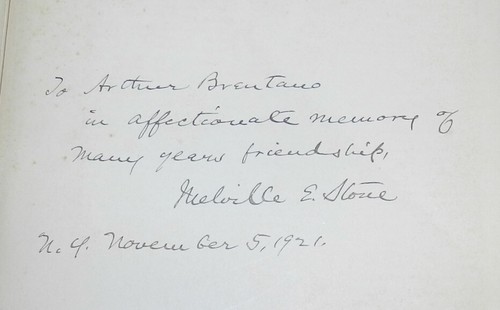 To Arthur Brentano
in affectionate memory of
many years friendship,
Melville E. Stone
N.Y. November 5, 1921.